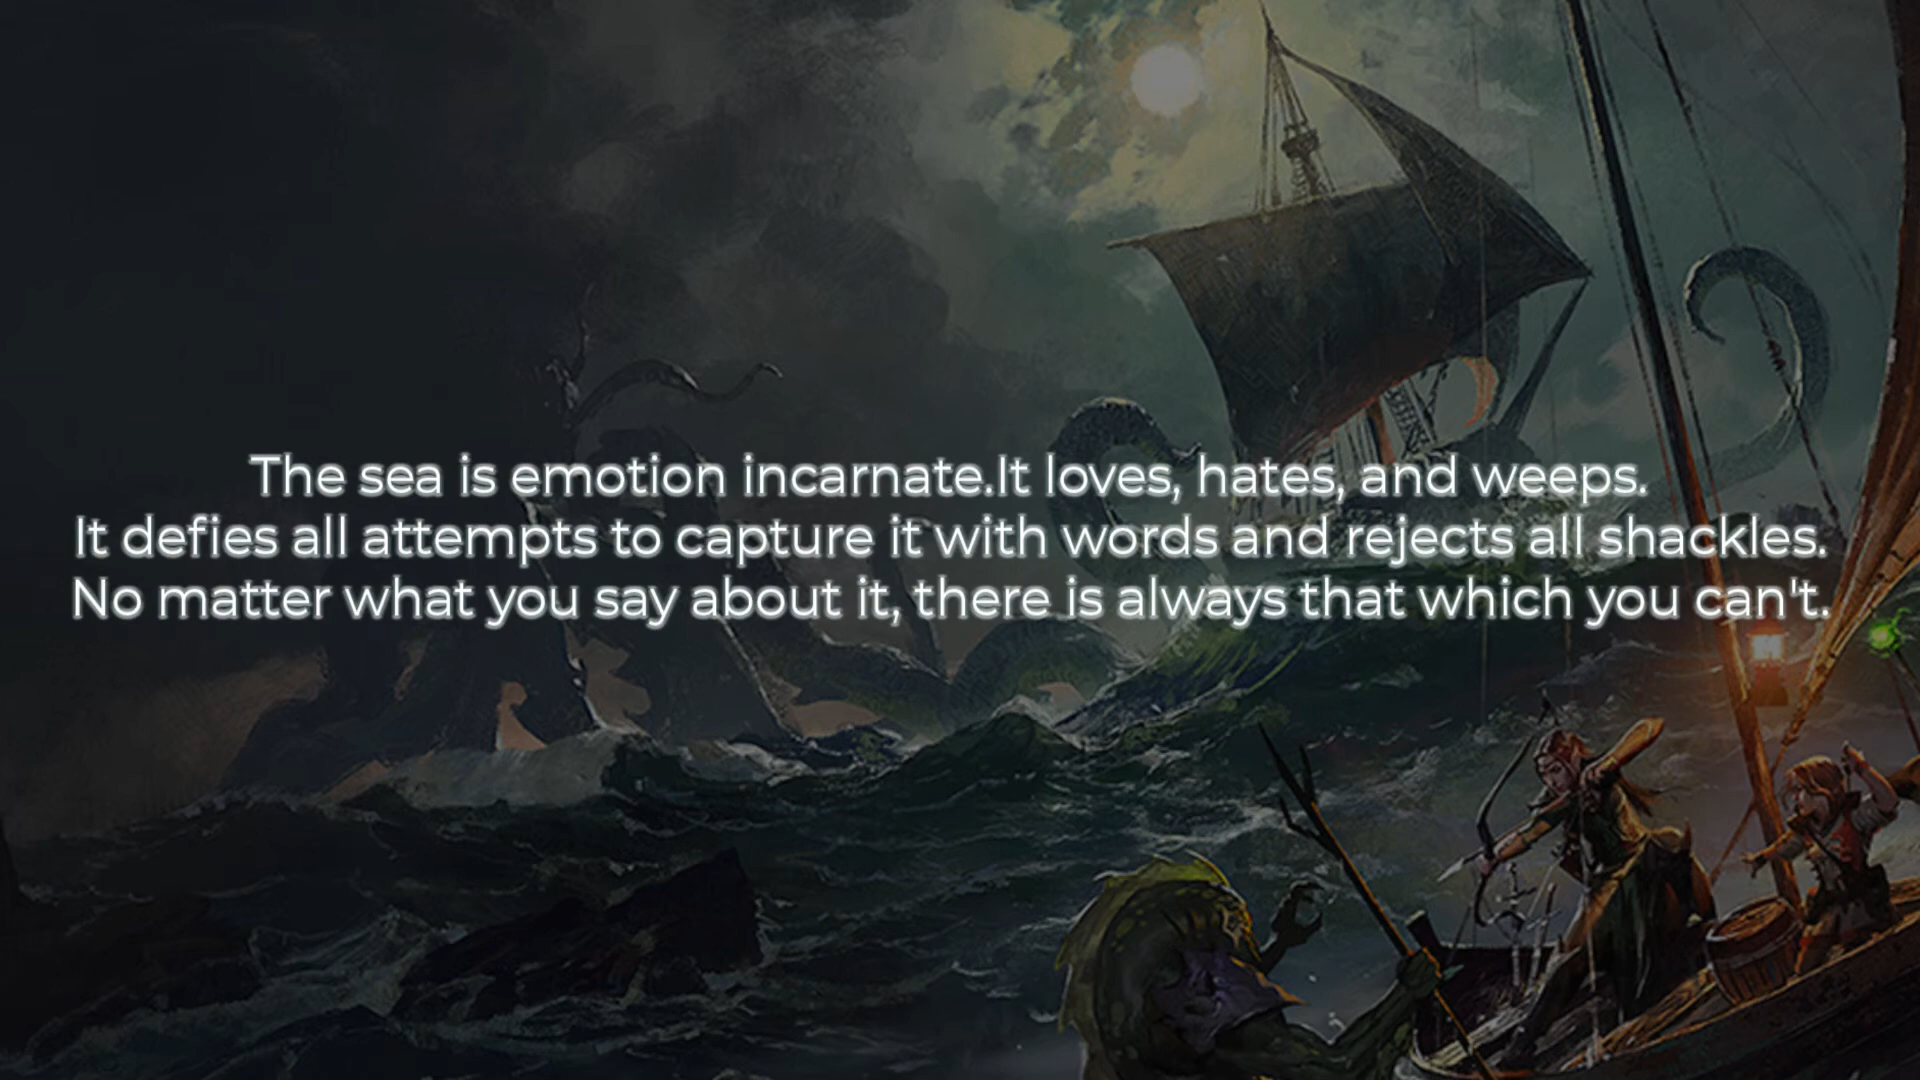 The sea is emotion incarnate.It loves, hates, and weeps.
It defies all attempts to capture it with words and rejects all shackles.
No matter what you say about it, there is always that which you can't.